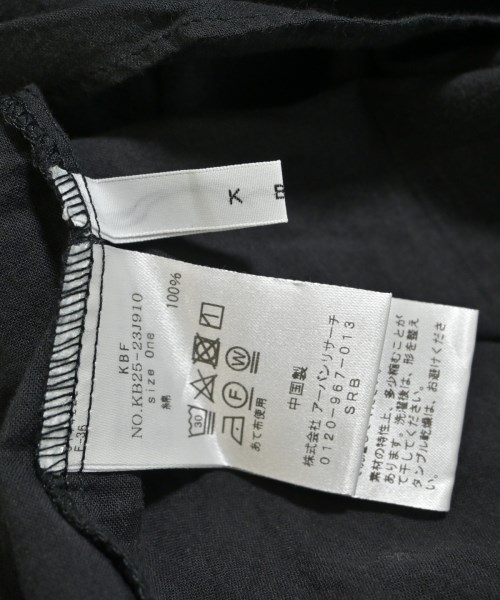 K B
KBF
NO.KB25-23J910
size One
綿 100%
30
F W
あて布使用
中国製
株式会社 アーバンリサーチ
0120-967-013
SRB
素材の特性上、多少縮むことが
あります。洗濯後は、形を整え
て干してください。
タンブル乾燥は、お避けくださ
い。
F-36